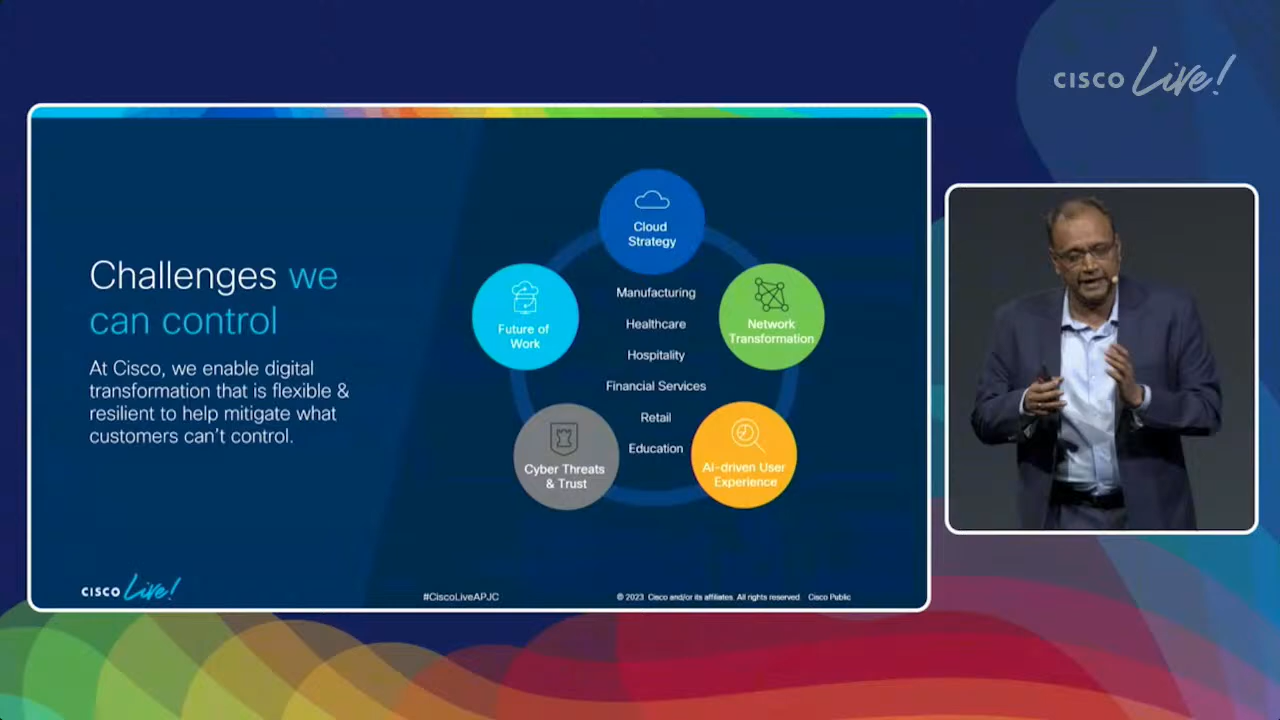 CISCO Live!
Challenges we
can control
At Cisco, we enable digital
transformation that is flexible &
resilient to help mitigate what
customers can't control.
Cloud
Strategy
Future of
Work
Network
Transformation
Manufacturing
Healthcare
Hospitality
Financial Services
Retail
Education
Cyber Threats
& Trust
AI-driven User
Experience
CISCO Live!
#CiscoLiveAPJC
© 2023 Cisco and/or its affiliates. All rights reserved Cisco Public